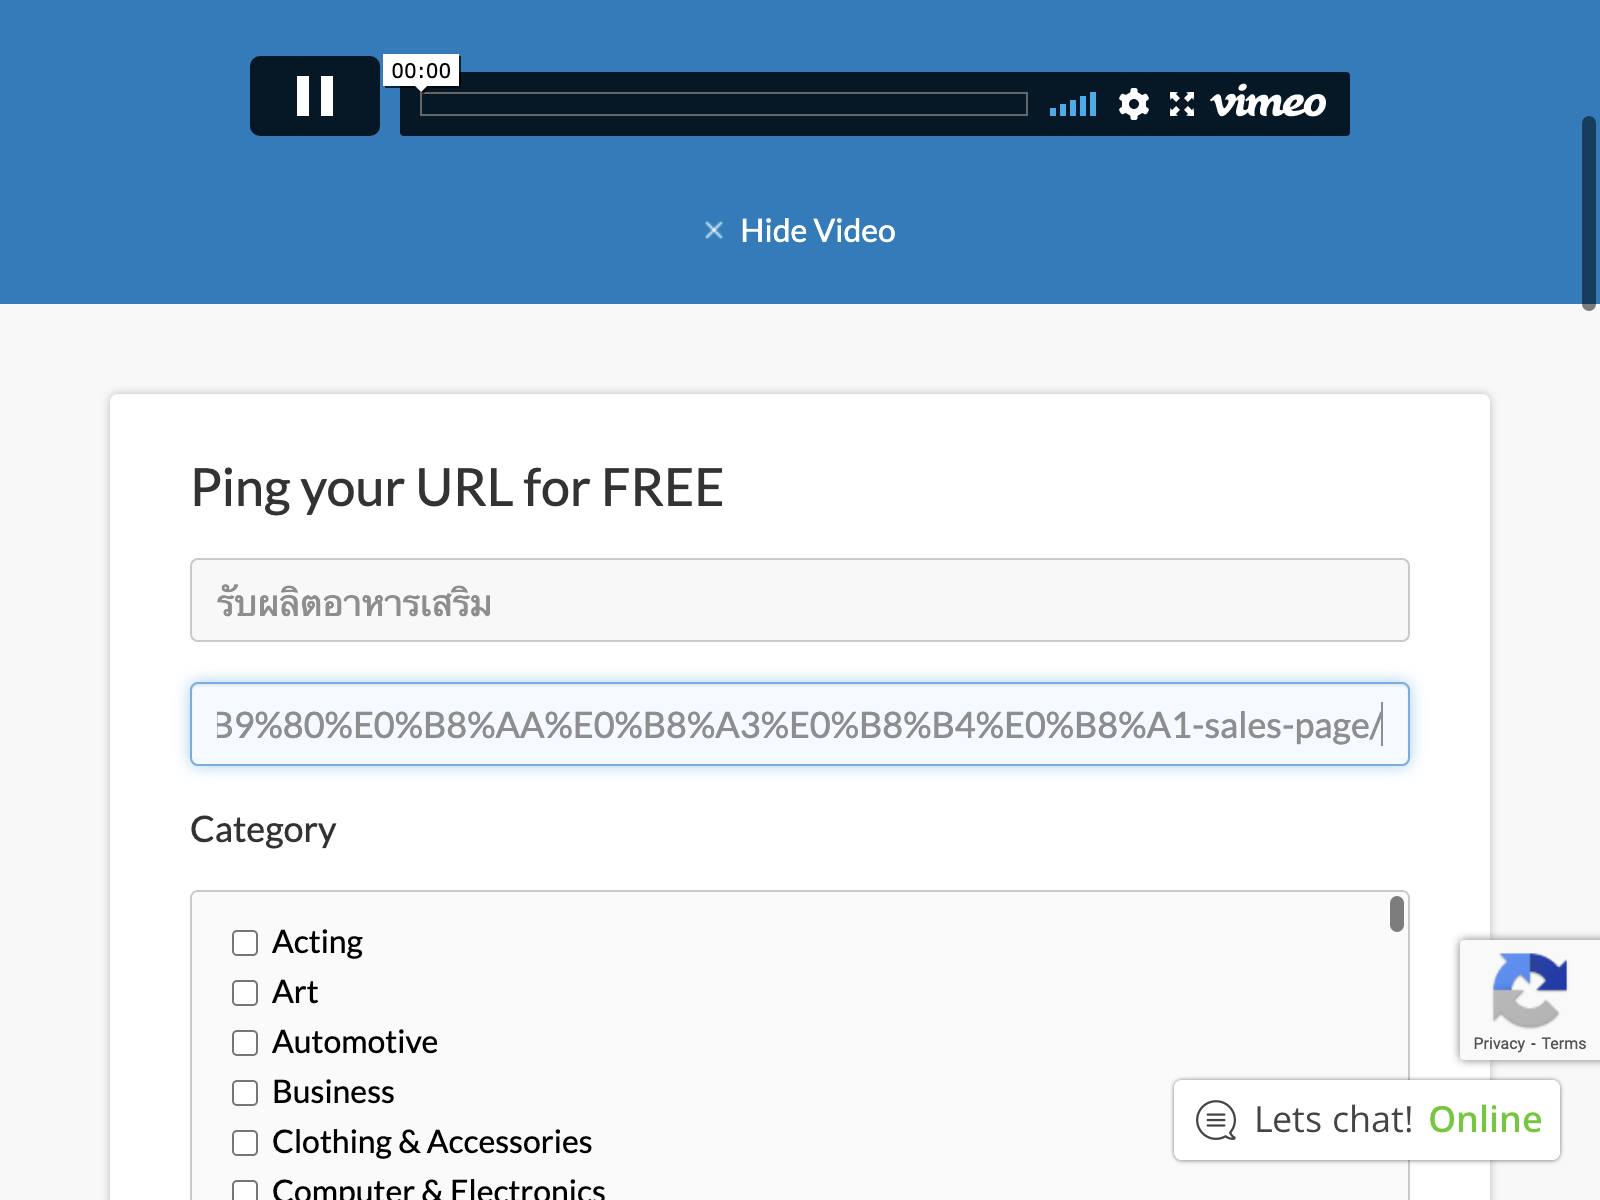 00:00
vimeo
Hide Video
Ping your URL for FREE
รับผลิตอาหารเสริม
B9%80%E0%B8%AA%E0%B8%A3%E0%B8%B4%E0%B8%A1-sales-page/
Category
Acting
Art
Automotive
Business
Clothing & Accessories
Computer & Electronics
Privacy - Terms
Lets chat! Online